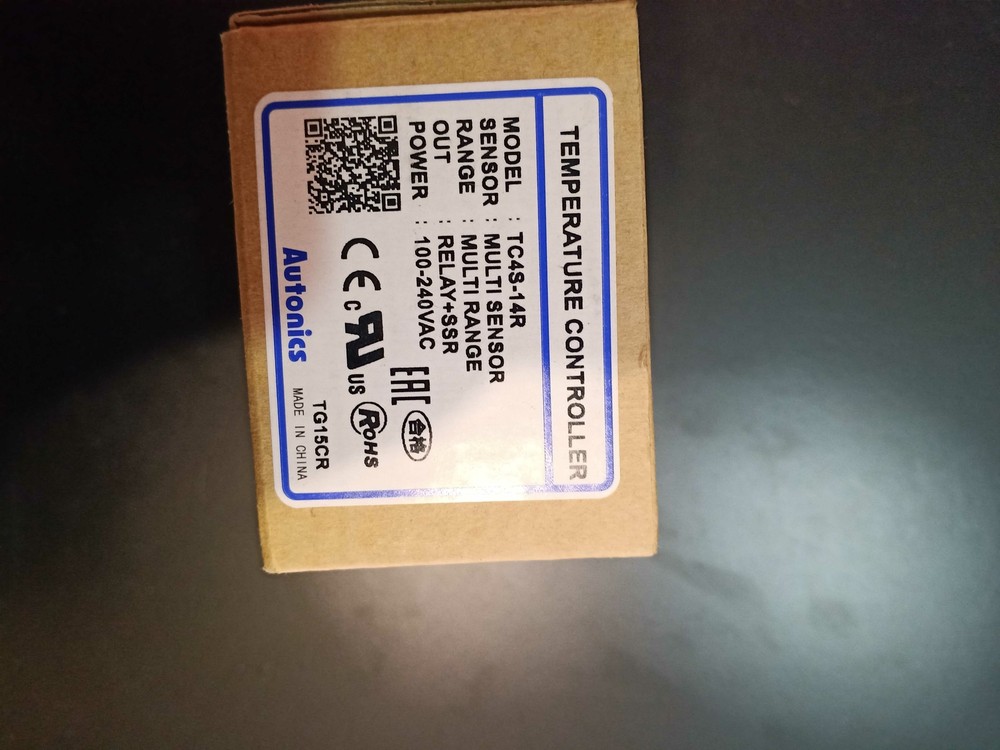 TEMPERATURE CONTROLLER
MODEL : TC4S-14R
SENSOR : MULTI SENSOR
RANGE : MULTI RANGE
OUT : RELAY+SSR
POWER : 100-240VAC
EAC 合格
CE c RU US RoHS
TG15CR
Autonics MADE IN CHINA